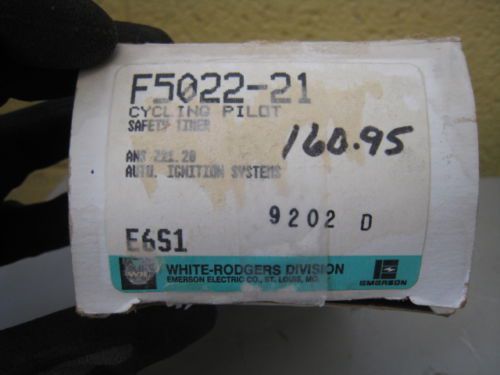 F5022-21
CYCLING PILOT
SAFETY TIMER
160.95
ANS Z21.20
AUTO. IGNITION SYSTEMS
9202 D
E6S1
WR
WHITE-RODGERS DIVISION
EMERSON ELECTRIC CO., ST. LOUIS, MO.
EMERSON